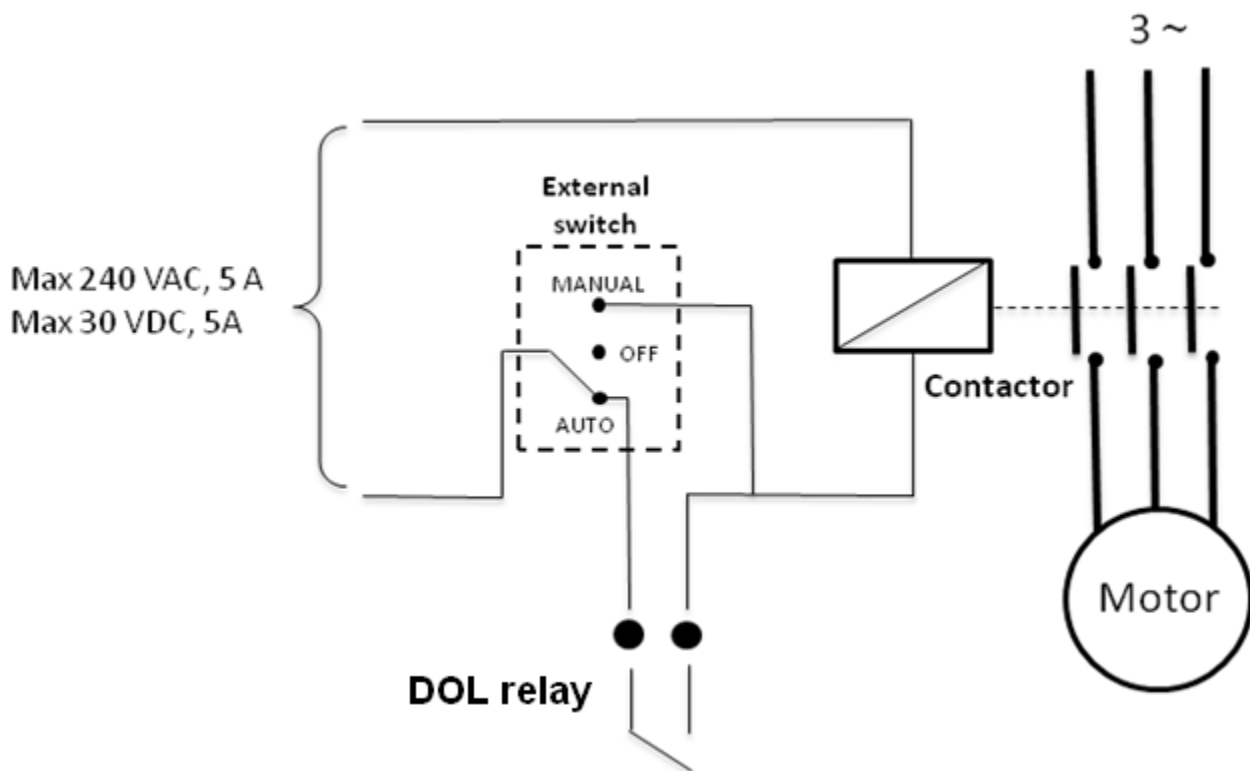 3 ~
External
switch
Max 240 VAC, 5 A
Max 30 VDC, 5A
MANUAL
OFF
AUTO
Contactor
DOL relay
Motor